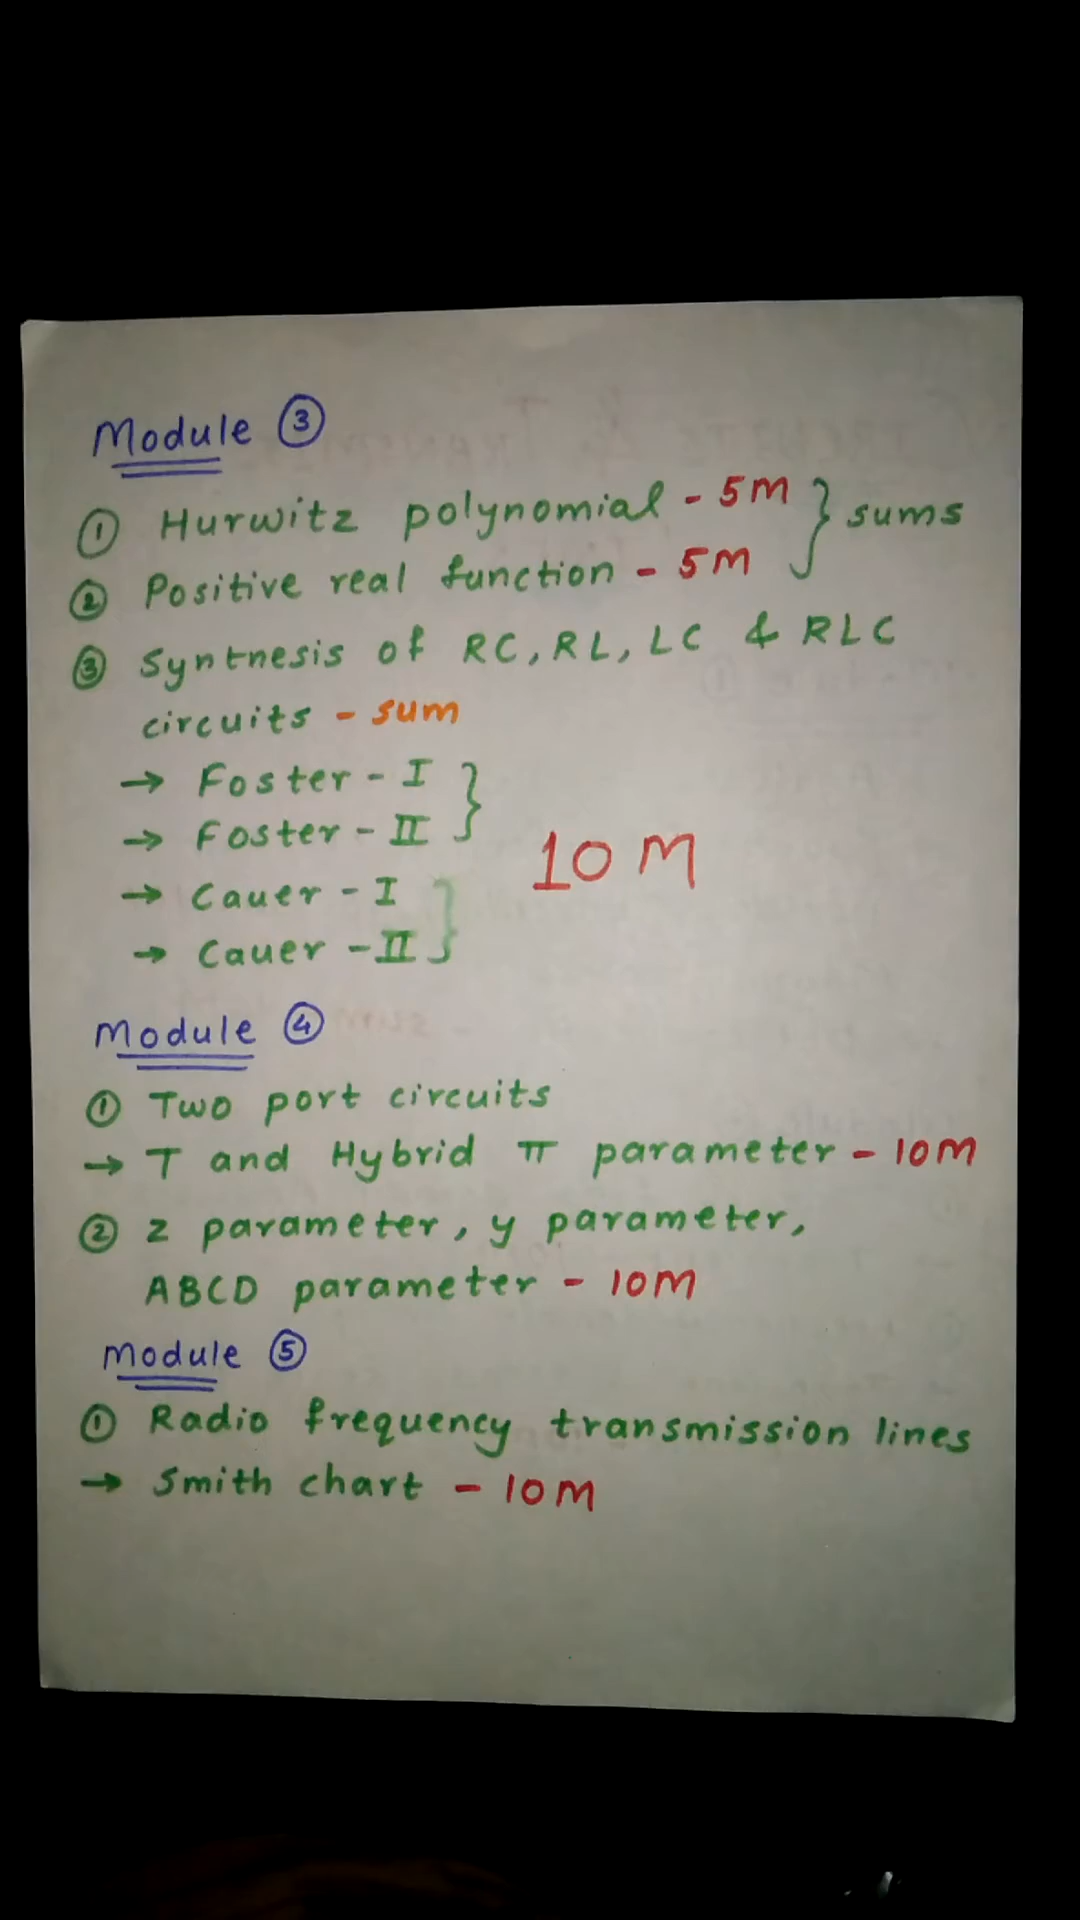 Module ③
① Hurwitz polynomial - 5M } sums
② Positive real function - 5M
③ Syntnesis of RC, RL, LC & RLC
circuits - sum
→ Foster - I
→ Foster - II
10 M
→ Cauer - I
→ Cauer - II
Module ④
① Two port circuits
→ T and Hybrid π parameter - 10M
② z parameter, y parameter,
ABCD parameter - 10M
Module ⑤
① Radio frequency transmission lines
→ Smith chart - 10M